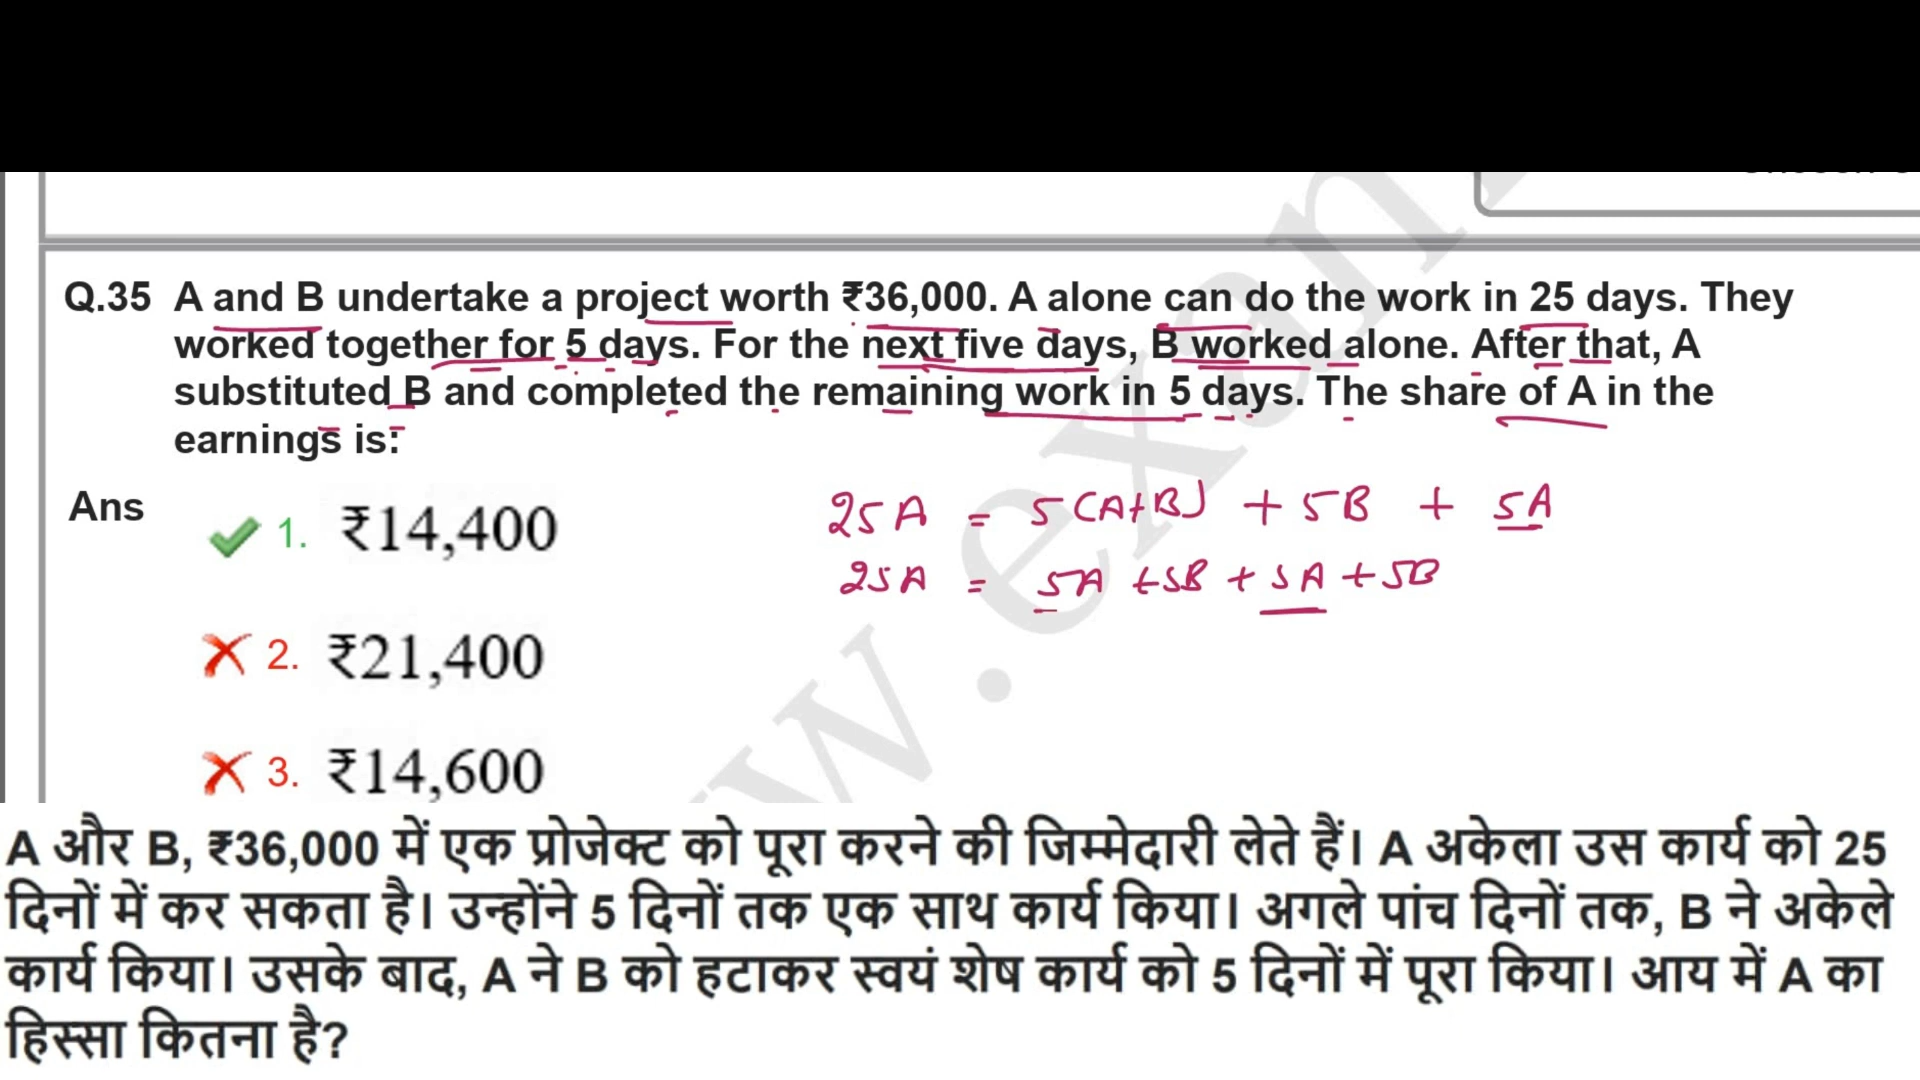 Q.35 A and B undertake a project worth ₹36,000. A alone can do the work in 25 days. They
worked together for 5 days. For the next five days, B worked alone. After that, A
substituted B and completed the remaining work in 5 days. The share of A in the
earnings is:
Ans
1. ₹14,400
25A = 5(A+B) + 5B + 5A
25A = 5A +5B + 5A +5B
2. ₹21,400
3. ₹14,600
A और B, ₹36,000 में एक प्रोजेक्ट को पूरा करने की जिम्मेदारी लेते हैं। A अकेला उस कार्य को 25
दिनों में कर सकता है। उन्होंने 5 दिनों तक एक साथ कार्य किया। अगले पांच दिनों तक, B ने अकेले
कार्य किया। उसके बाद, A ने B को हटाकर स्वयं शेष कार्य को 5 दिनों में पूरा किया। आय में A का
हिस्सा कितना है?